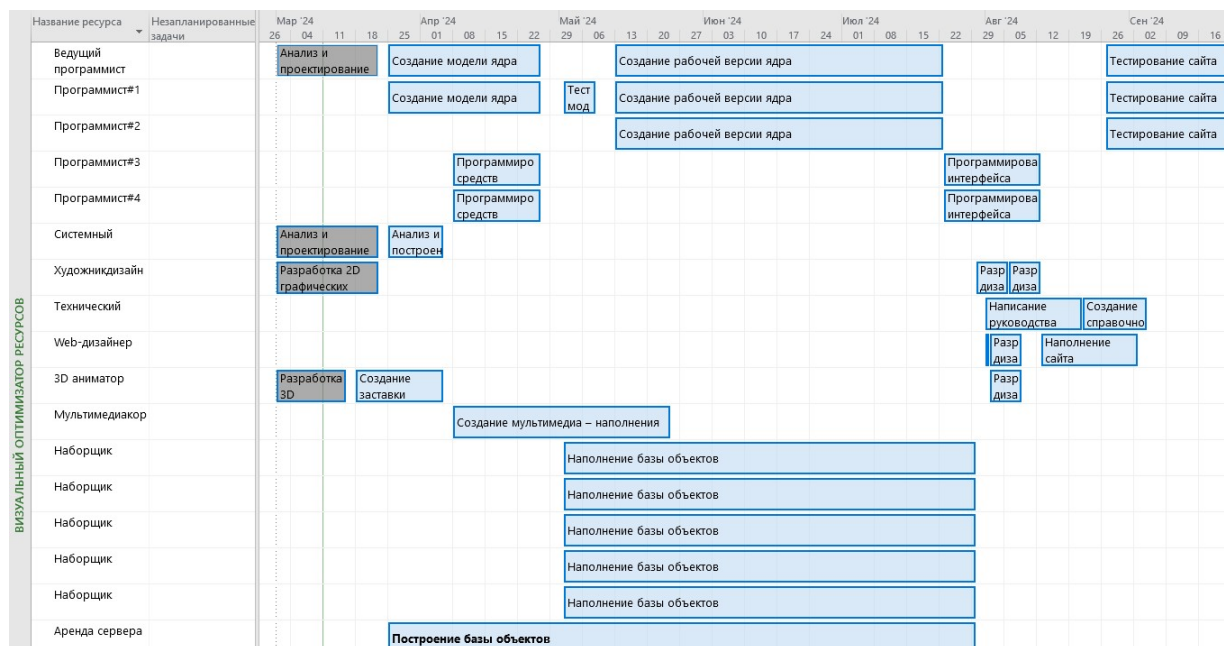 Название ресурса Незапланированные задачи
Мар '24 Апр '24 Май '24 Июн '24 Июл '24 Авг '24 Сен '24
26 04 11 18 25 01 08 15 22 29 06 13 20 27 03 10 17 24 01 08 15 22 29 05 12 19 26 02 09 16
ВИЗУАЛЬНЫЙ ОПТИМИЗАТОР РЕСУРСОВ
Ведущий
программист
Анализ и
проектирование
Создание модели ядра
Создание рабочей версии ядра
Тестирование сайта
Программист#1
Создание модели ядра
Тест
мод
Создание рабочей версии ядра
Тестирование сайта
Программист#2
Создание рабочей версии ядра
Тестирование сайта
Программист#3
Программиро
средств
Программирова
интерфейса
Программист#4
Программиро
средств
Программирова
интерфейса
Системный
Анализ и
проектирование
Анализ и
построен
Художникдизайн
Разработка 2D
графических
Разр
диза
Разр
диза
Технический
Написание
руководства
Создание
справочно
Web-дизайнер
Разр
диза
Наполнение
сайта
3D аниматор
Разработка
3D
Создание
заставки
Разр
диза
Мультимедиакор
Создание мультимедиа – наполнения
Наборщик
Наполнение базы объектов
Наборщик
Наполнение базы объектов
Наборщик
Наполнение базы объектов
Наборщик
Наполнение базы объектов
Наборщик
Наполнение базы объектов
Аренда сервера
Построение базы объектов